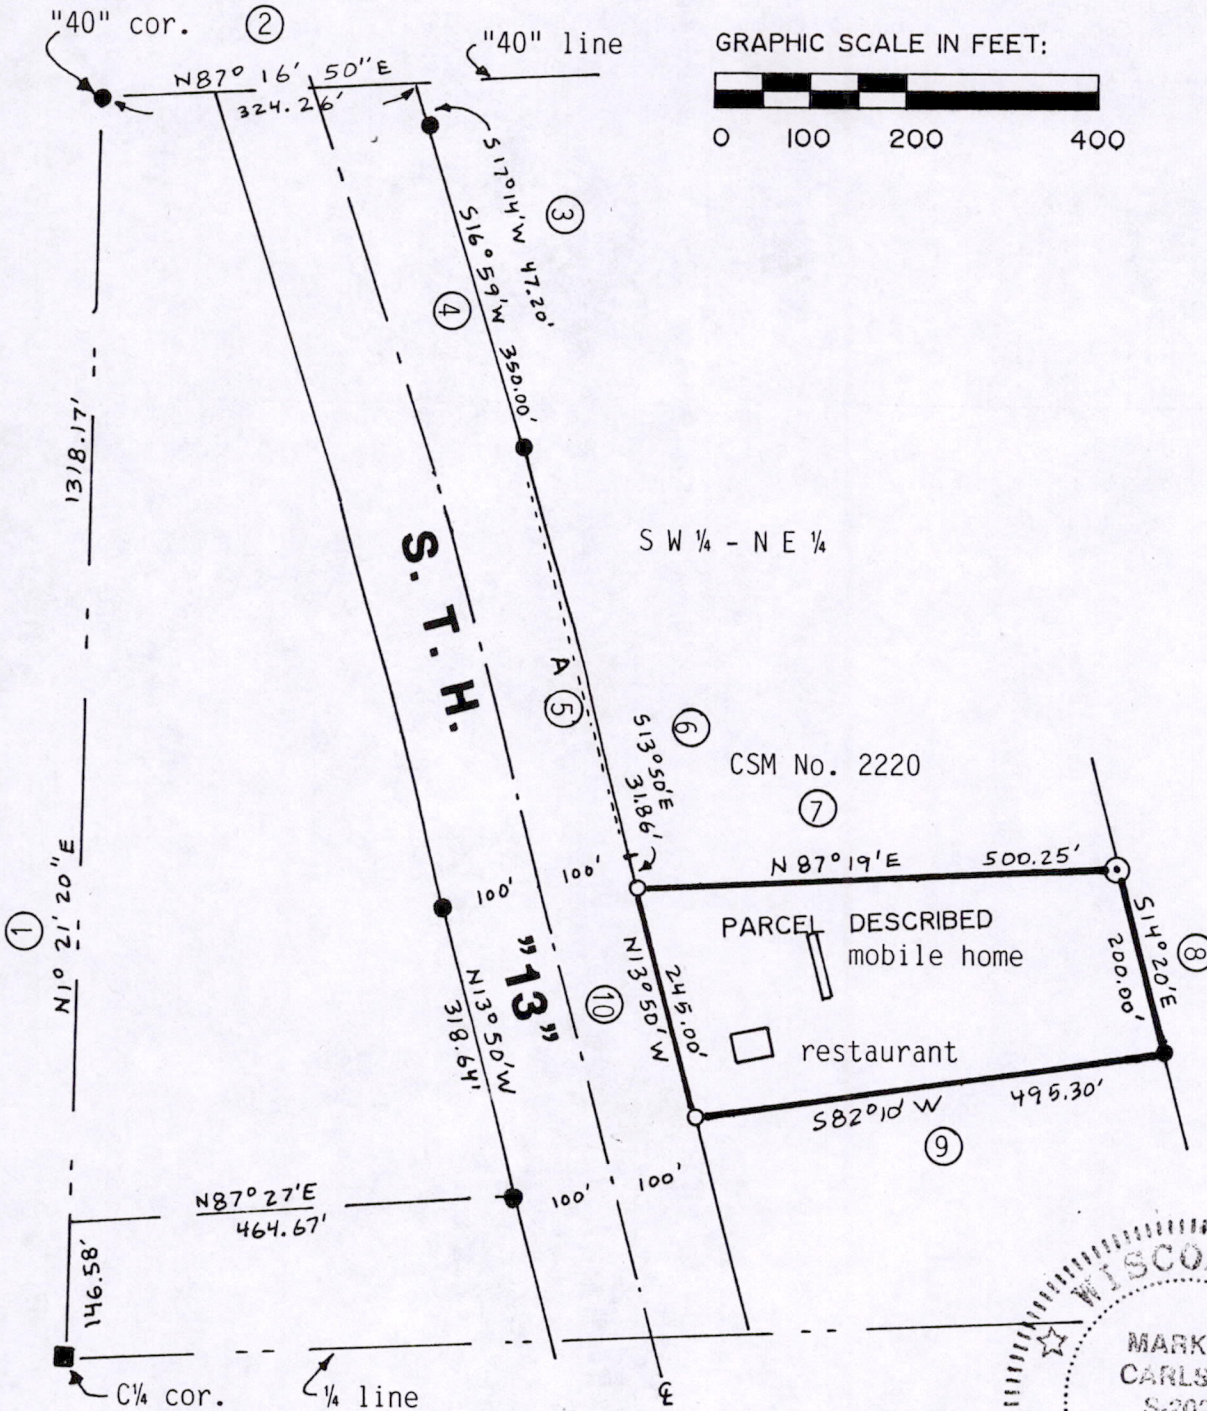 "40" cor.
②
"40" line
GRAPHIC SCALE IN FEET:
0 100 200 400
N87° 16' 50"E
324.26'
S17°14'W 47.20'
③
S16°59'W 350.00'
④
1318.17'
SW ¼ - NE ¼
S. T. H.
A
⑤
S13°50'E
31.86'
⑥
CSM No. 2220
⑦
N1° 21' 20"E
①
100'
100'
N 87°19'E 500.25'
PARCEL DESCRIBED
mobile home
S14°20'E
200.00'
⑧
"13"
⑩
N13°50'W
245.00'
N13°50'W
318.64'
restaurant
S82°10' W 495.30'
⑨
N87°27'E
464.67'
100'
100'
146.58'
C¼ cor.
¼ line
℄
WISCO
MARK
CARLS
S-202